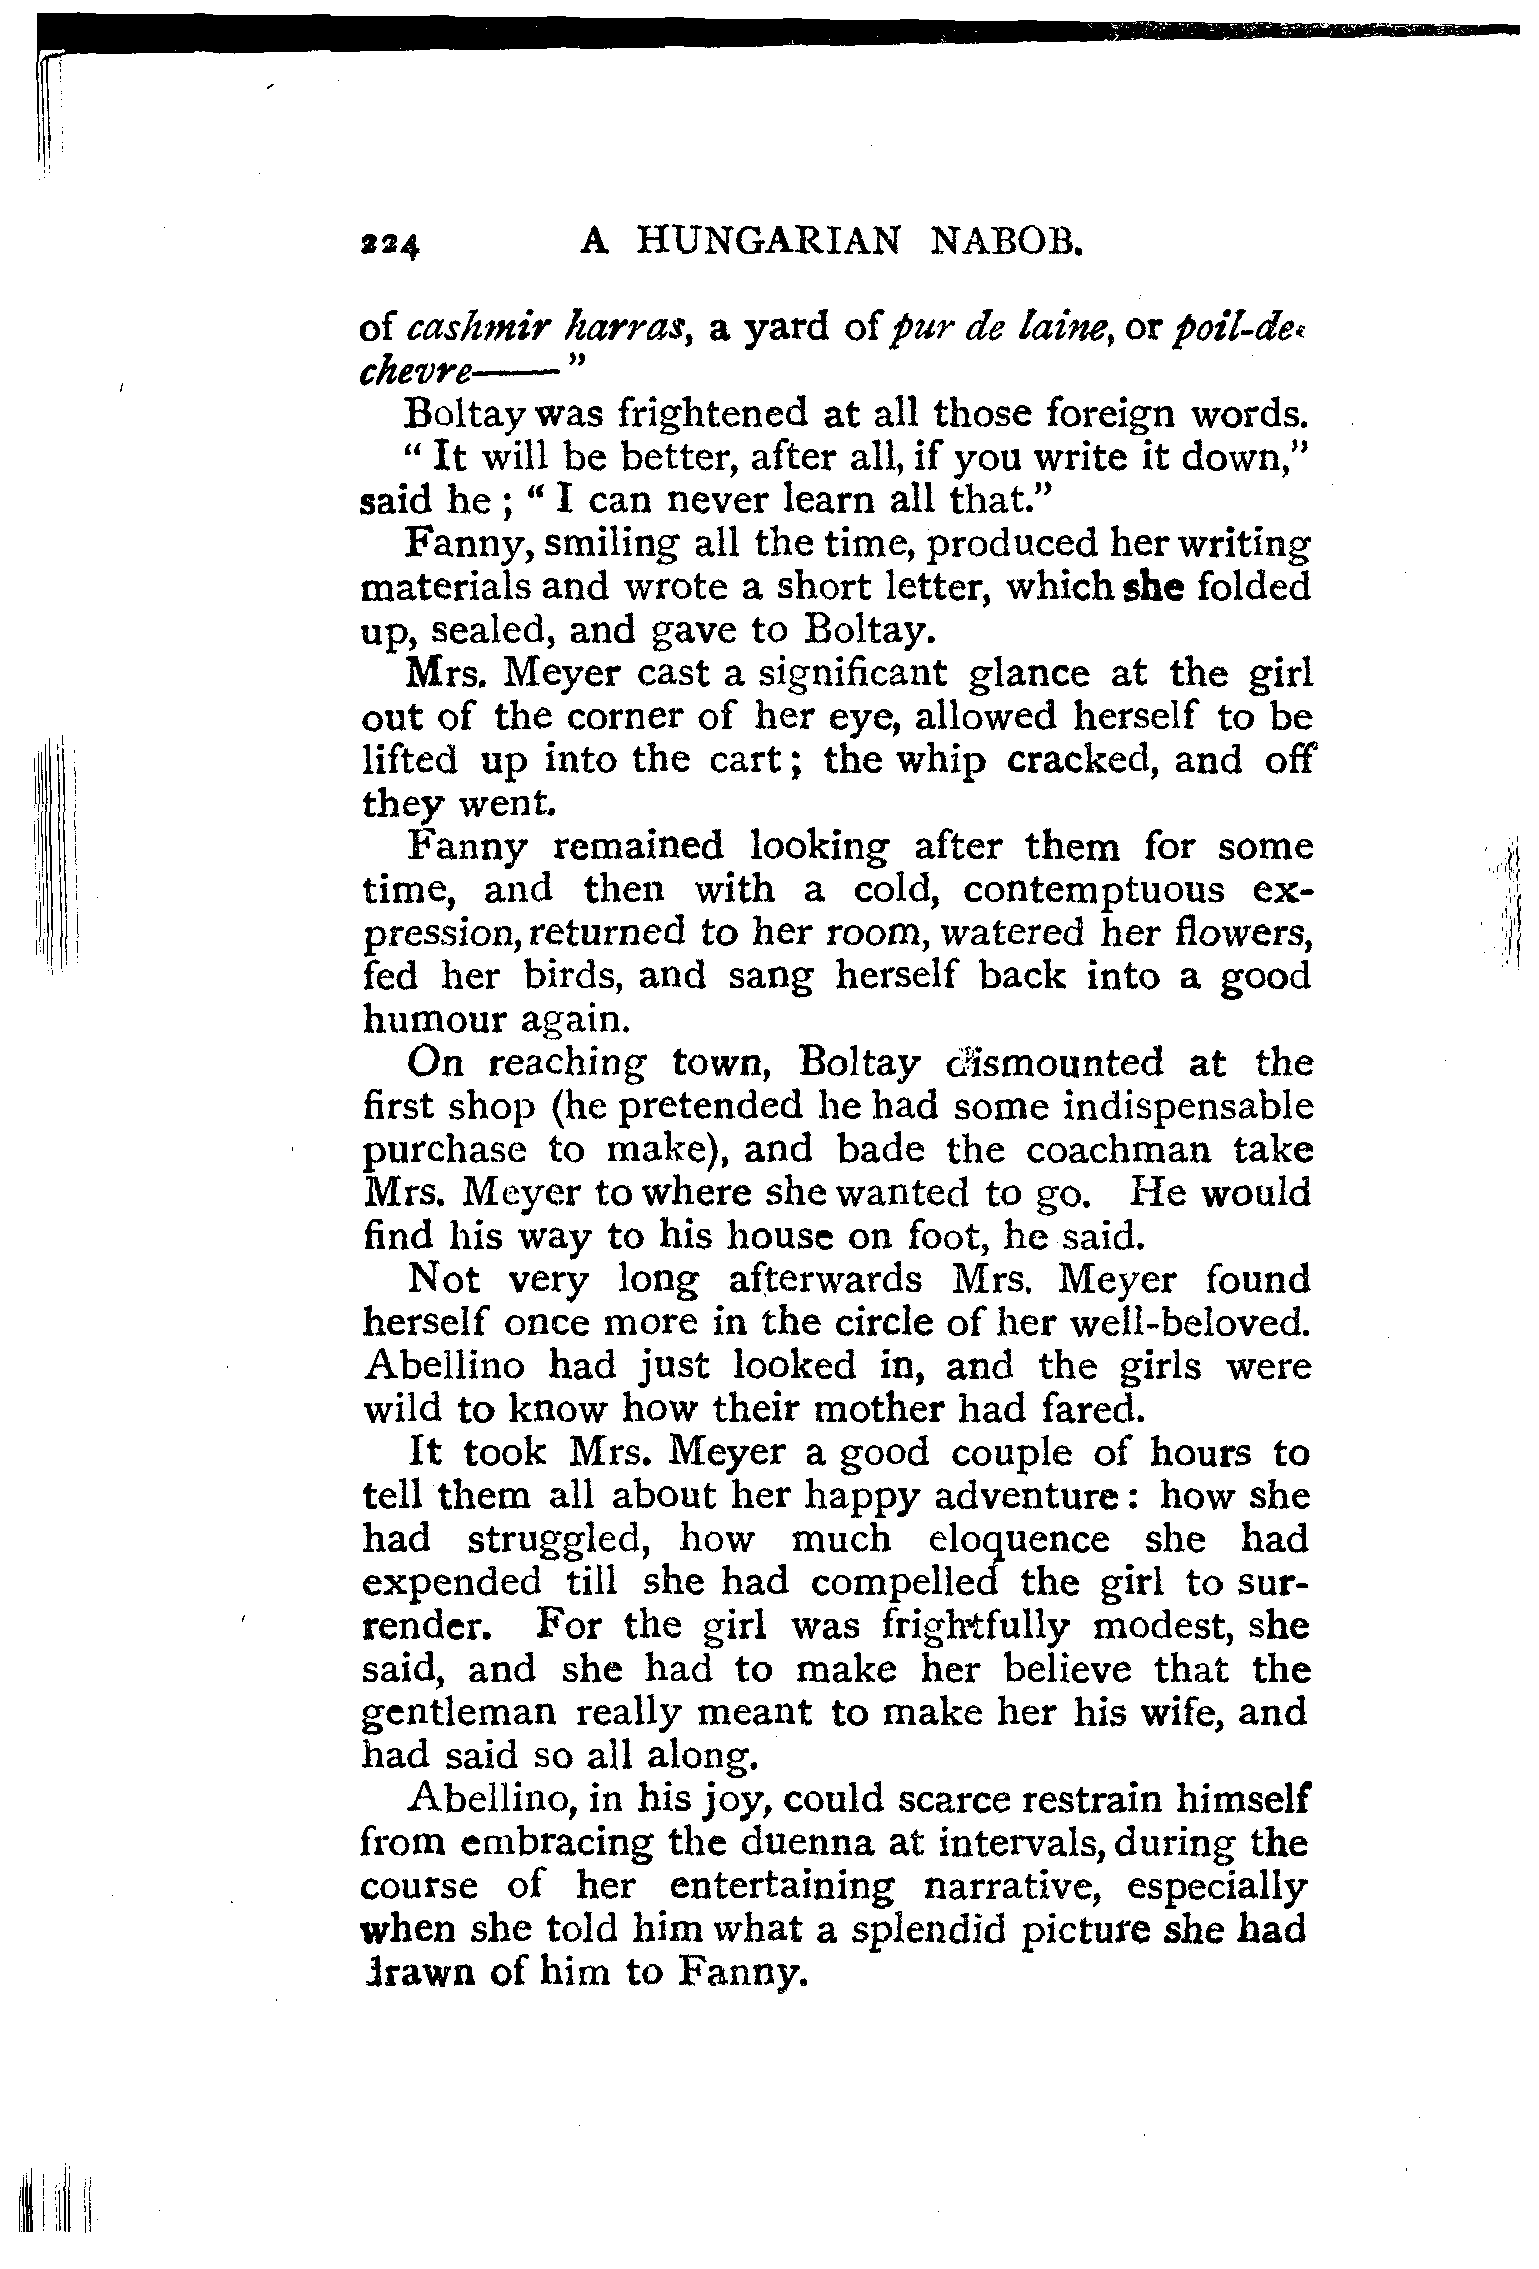 224 A HUNGARIAN NABOB.
of cashmir harras, a yard of pur de laine, or poil-de-
chevre——"
Boltay was frightened at all those foreign words.
"It will be better, after all, if you write it down,"
said he; "I can never learn all that."
Fanny, smiling all the time, produced her writing
materials and wrote a short letter, which she folded
up, sealed, and gave to Boltay.
Mrs. Meyer cast a significant glance at the girl
out of the corner of her eye, allowed herself to be
lifted up into the cart; the whip cracked, and off
they went.
Fanny remained looking after them for some
time, and then with a cold, contemptuous ex-
pression, returned to her room, watered her flowers,
fed her birds, and sang herself back into a good
humour again.
On reaching town, Boltay dismounted at the
first shop (he pretended he had some indispensable
purchase to make), and bade the coachman take
Mrs. Meyer to where she wanted to go. He would
find his way to his house on foot, he said.
Not very long afterwards Mrs. Meyer found
herself once more in the circle of her well-beloved.
Abellino had just looked in, and the girls were
wild to know how their mother had fared.
It took Mrs. Meyer a good couple of hours to
tell them all about her happy adventure: how she
had struggled, how much eloquence she had
expended till she had compelled the girl to sur-
render. For the girl was frightfully modest, she
said, and she had to make her believe that the
gentleman really meant to make her his wife, and
had said so all along.
Abellino, in his joy, could scarce restrain himself
from embracing the duenna at intervals, during the
course of her entertaining narrative, especially
when she told him what a splendid picture she had
drawn of him to Fanny.